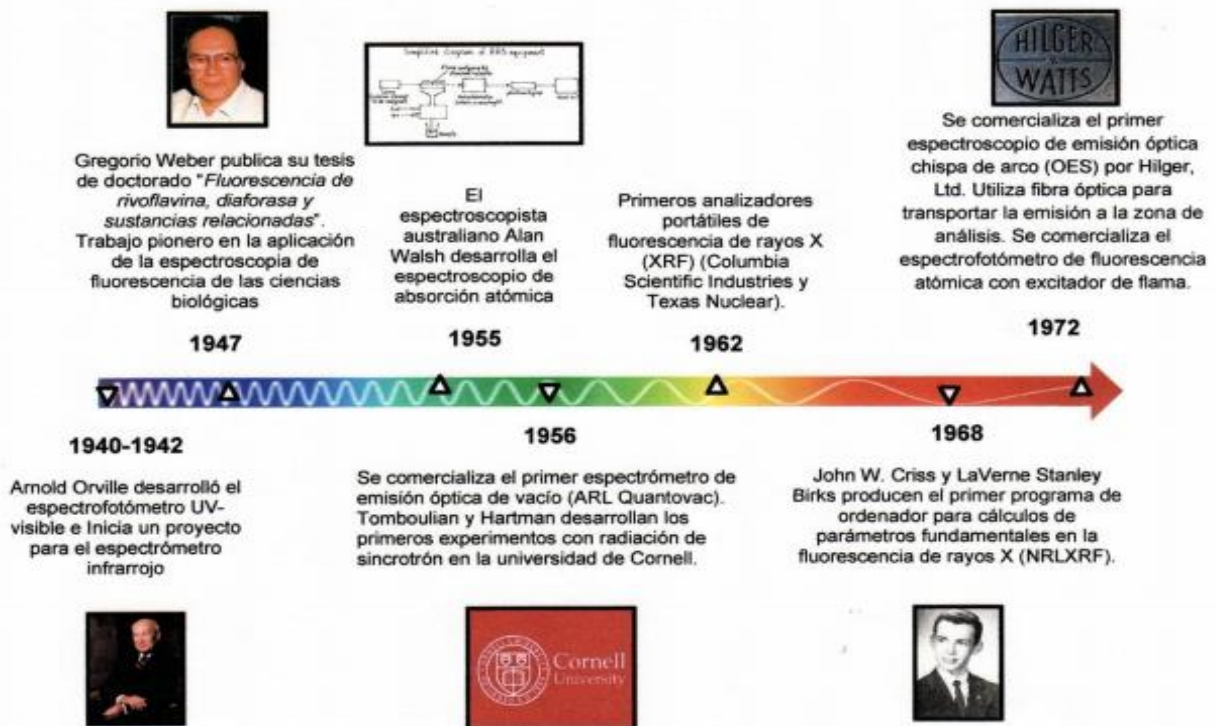 Simplified diagram of AAS equipment
HILGER
&
WATTS
Gregorio Weber publica su tesis
de doctorado "Fluorescencia de
rivoflavina, diaforasa y
sustancias relacionadas".
Trabajo pionero en la aplicación
de la espectroscopia de
fluorescencia de las ciencias
biológicas
1947
El
espectroscopista
australiano Alan
Walsh desarrolla el
espectroscopio de
absorción atómica
1955
Primeros analizadores
portátiles de
fluorescencia de rayos X
(XRF) (Columbia
Scientific Industries y
Texas Nuclear).
1962
Se comercializa el primer
espectroscopio de emisión óptica
chispa de arco (OES) por Hilger,
Ltd. Utiliza fibra óptica para
transportar la emisión a la zona de
análisis. Se comercializa el
espectrofotómetro de fluorescencia
atómica con excitador de flama.
1972
1940-1942
Arnold Orville desarrolló el
espectrofotómetro UV-
visible e Inicia un proyecto
para el espectrómetro
infrarrojo
1956
Se comercializa el primer espectrómetro de
emisión óptica de vacío (ARL Quantovac).
Tomboulian y Hartman desarrollan los
primeros experimentos con radiación de
sincrotrón en la universidad de Cornell.
1968
John W. Criss y LaVerne Stanley
Birks producen el primer programa de
ordenador para cálculos de
parámetros fundamentales en la
fluorescencia de rayos X (NRLXRF).
Cornell
University